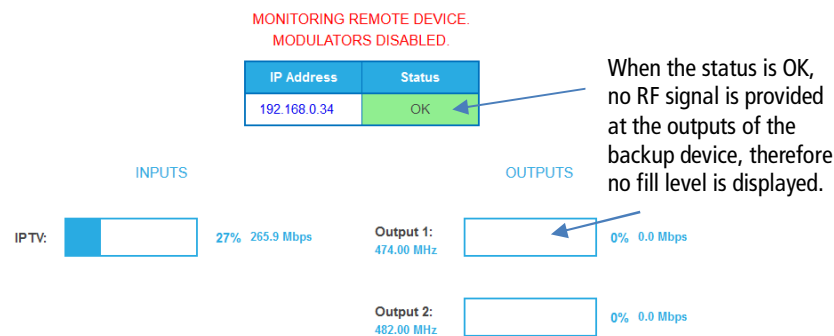 MONITORING REMOTE DEVICE.
MODULATORS DISABLED.
IP Address Status
192.168.0.34 OK
When the status is OK,
no RF signal is provided
at the outputs of the
backup device, therefore
no fill level is displayed.
INPUTS
OUTPUTS
IPTV: 27% 265.9 Mbps
Output 1:
474.00 MHz
0% 0.0 Mbps
Output 2:
482.00 MHz
0% 0.0 Mbps